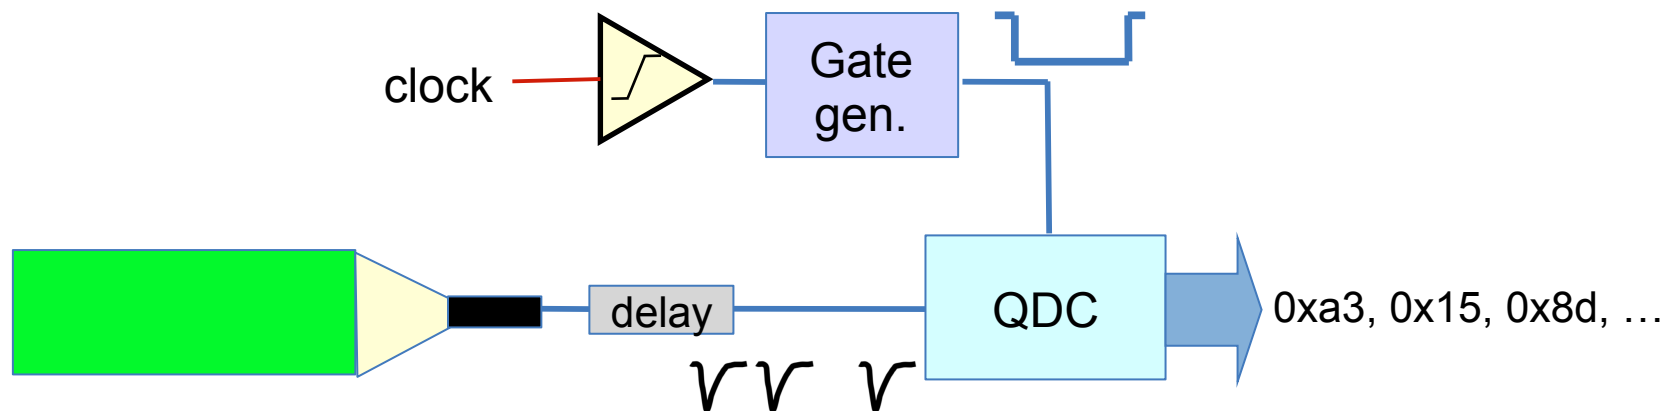 clock
Gate
gen.
delay
QDC
0xa3, 0x15, 0x8d, …